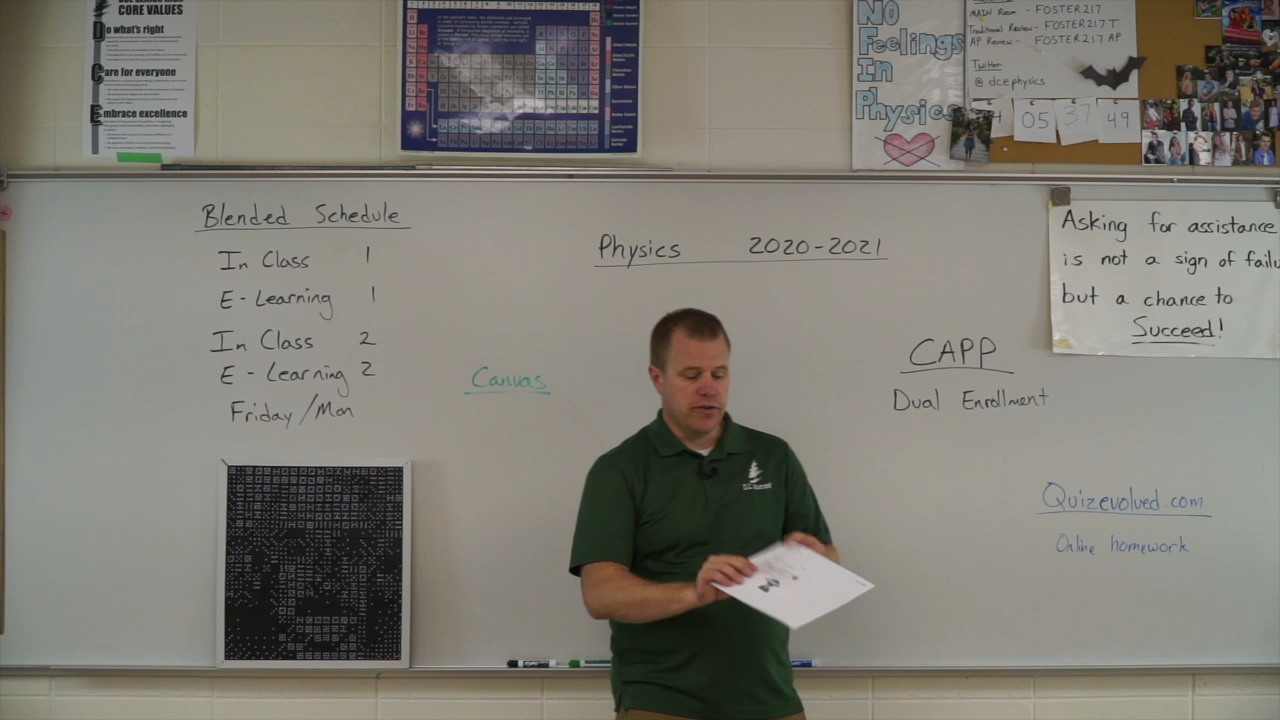 CORE VALUES
Do what's right
Care for everyone
Embrace excellence
No
Feelings
In
Physics
MAIN Room - FOSTER217
Traditional Review - FOSTER217 T
AP Review - FOSTER217 AP
Twitter
@dcephysics
05
37
49
Blended Schedule
In Class 1
E-Learning 1
In Class 2
E-Learning 2
Friday/Mon
Physics 2020-2021
Canvas
CAPP
Dual Enrollment
Quizevolved.com
Online homework
Asking for assistance
is not a sign of failu
but a chance to
Succeed!